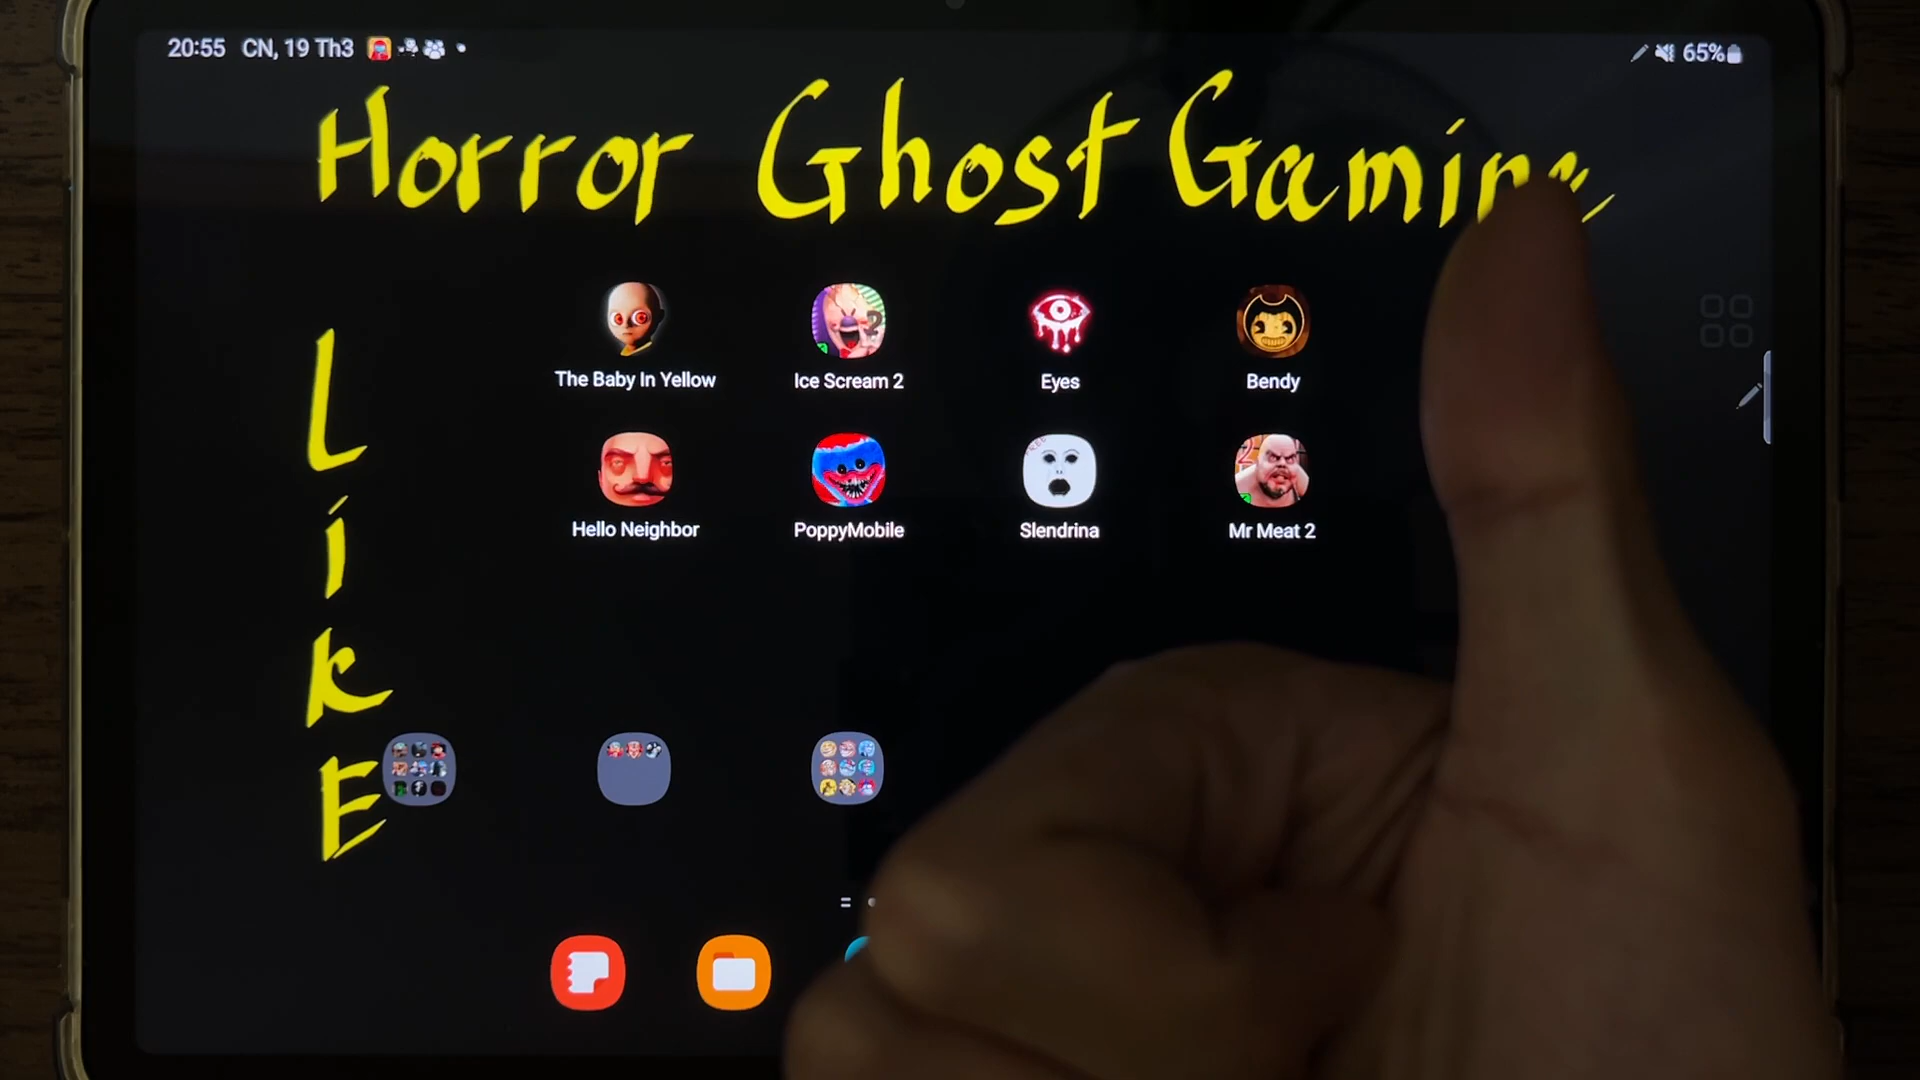 20:55 CN, 19 Th3
65%
Horror Ghost Gaming
The Baby In Yellow
Ice Scream 2
Eyes
Bendy
Hello Neighbor
PoppyMobile
Slendrina
Mr Meat 2
LikE